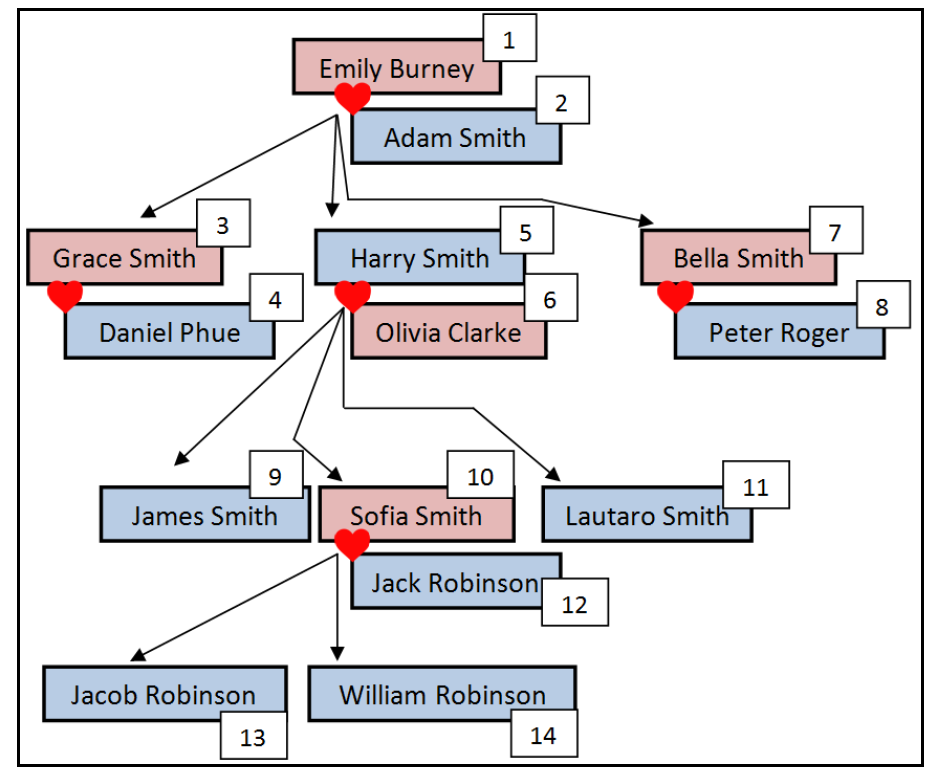 1
Emily Burney
2
Adam Smith
3
Grace Smith
4
Daniel Phue
5
Harry Smith
6
Olivia Clarke
7
Bella Smith
8
Peter Roger
9
James Smith
10
Sofia Smith
11
Lautaro Smith
Jack Robinson
12
Jacob Robinson
13
William Robinson
14